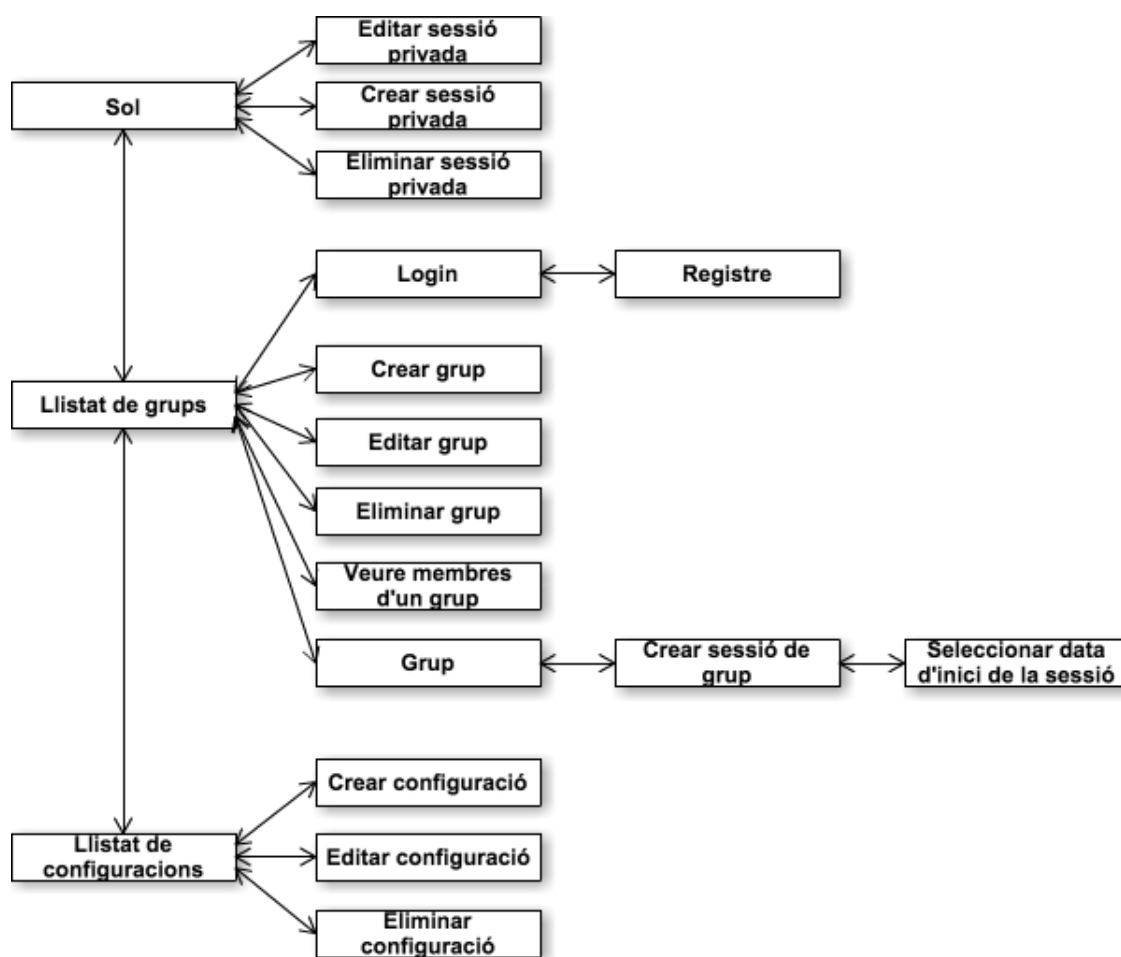 Editar sessió
privada
Sol
Crear sessió
privada
Eliminar sessió
privada
Login
Registre
Crear grup
Llistat de grups
Editar grup
Eliminar grup
Veure membres
d'un grup
Grup
Crear sessió de
grup
Seleccionar data
d'inici de la sessió
Crear configuració
Llistat de
configuracions
Editar configuració
Eliminar
configuració